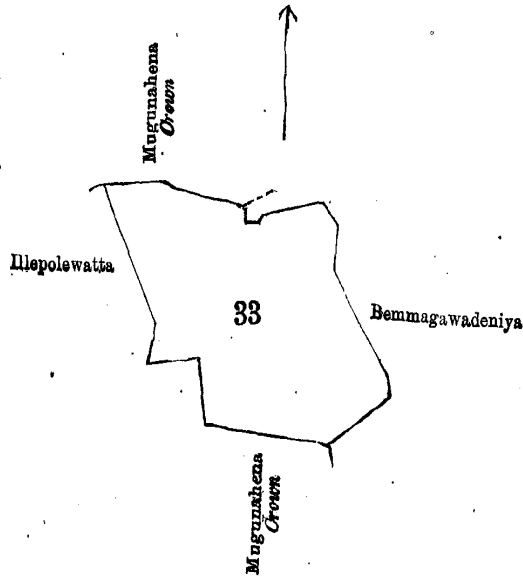 Mugunahena
Crown
Illepolewatta
33
Bemmagawadeniya
Mugunahena
Crown